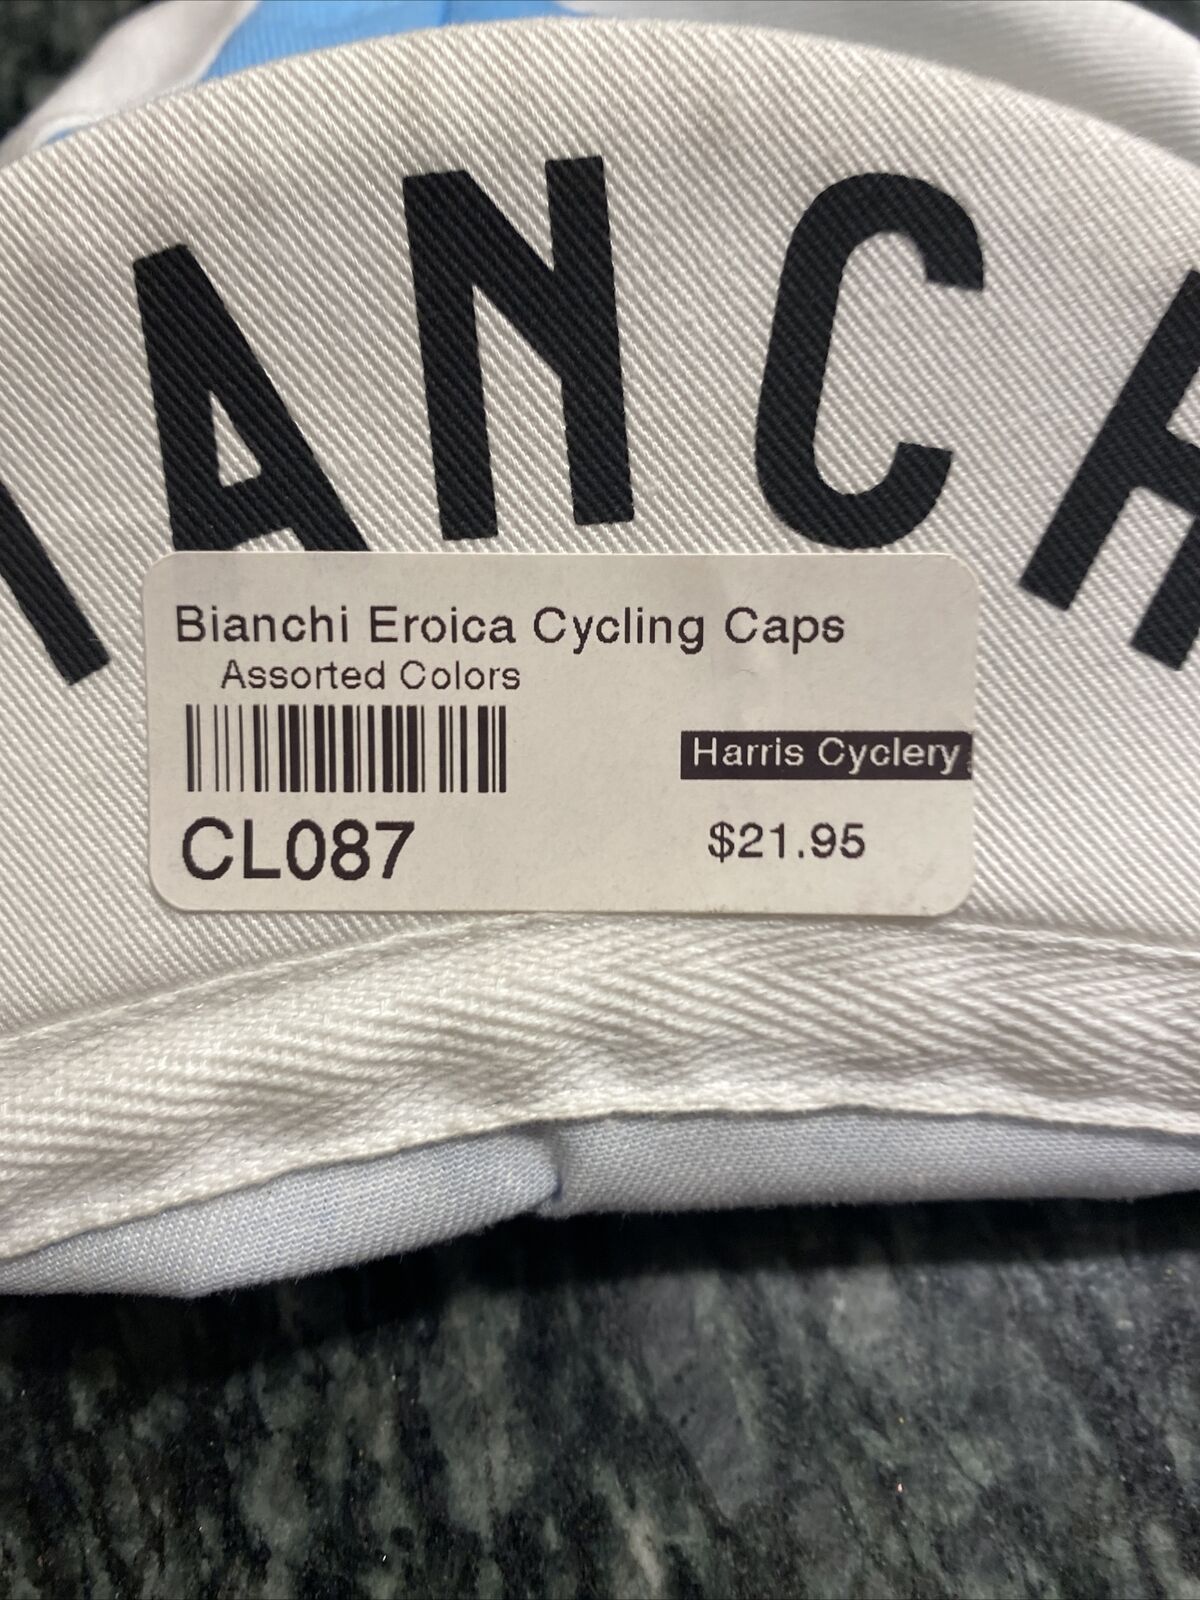 IANCH
Bianchi Eroica Cycling Caps
Assorted Colors
Harris Cyclery
CL087
$21.95